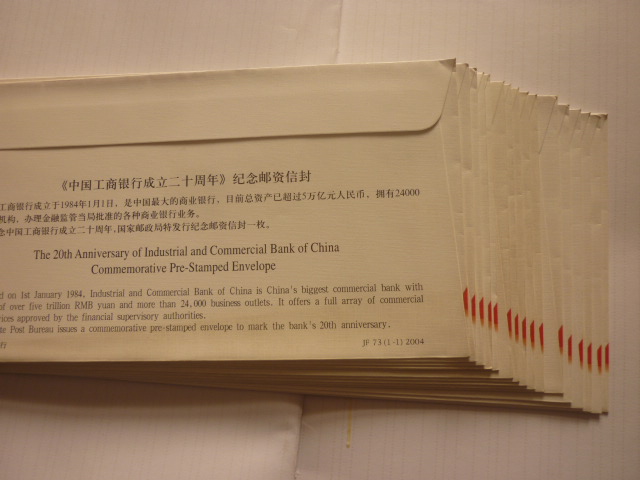 《中国工商银行成立二十周年》纪念邮资信封
工商银行成立于1984年1月1日，是中国最大的商业银行，目前总资产已超过5万亿元人民币，拥有24000
机构，办理金融监管当局批准的各种商业银行业务。
念中国工商银行成立二十周年，国家邮政局特发行纪念邮资信封一枚。
The 20th Anniversary of Industrial and Commercial Bank of China
Commemorative Pre-Stamped Envelope
d on 1st January 1984, Industrial and Commercial Bank of China is China's biggest commercial bank with
of over five trillion RMB yuan and more than 24,000 business outlets. It offers a full array of commercial
vices approved by the financial supervisory authorities.
te Post Bureau issues a commemorative pre-stamped envelope to mark the bank's 20th anniversary.
行 JF 73 (1-1) 2004